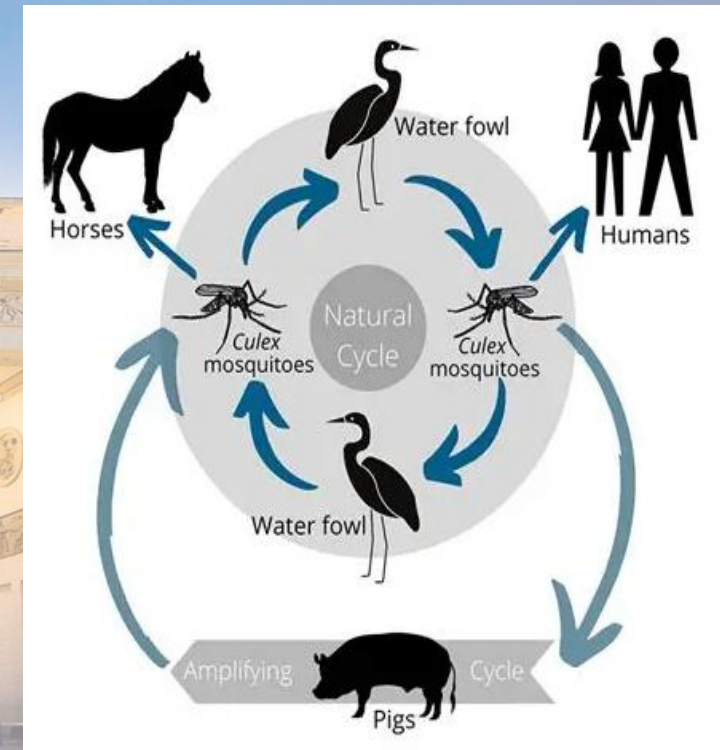 Water fowl
Horses
Humans
Natural
Cycle
Culex
mosquitoes
Culex
mosquitoes
Water fowl
Amplifying
Cycle
Pigs